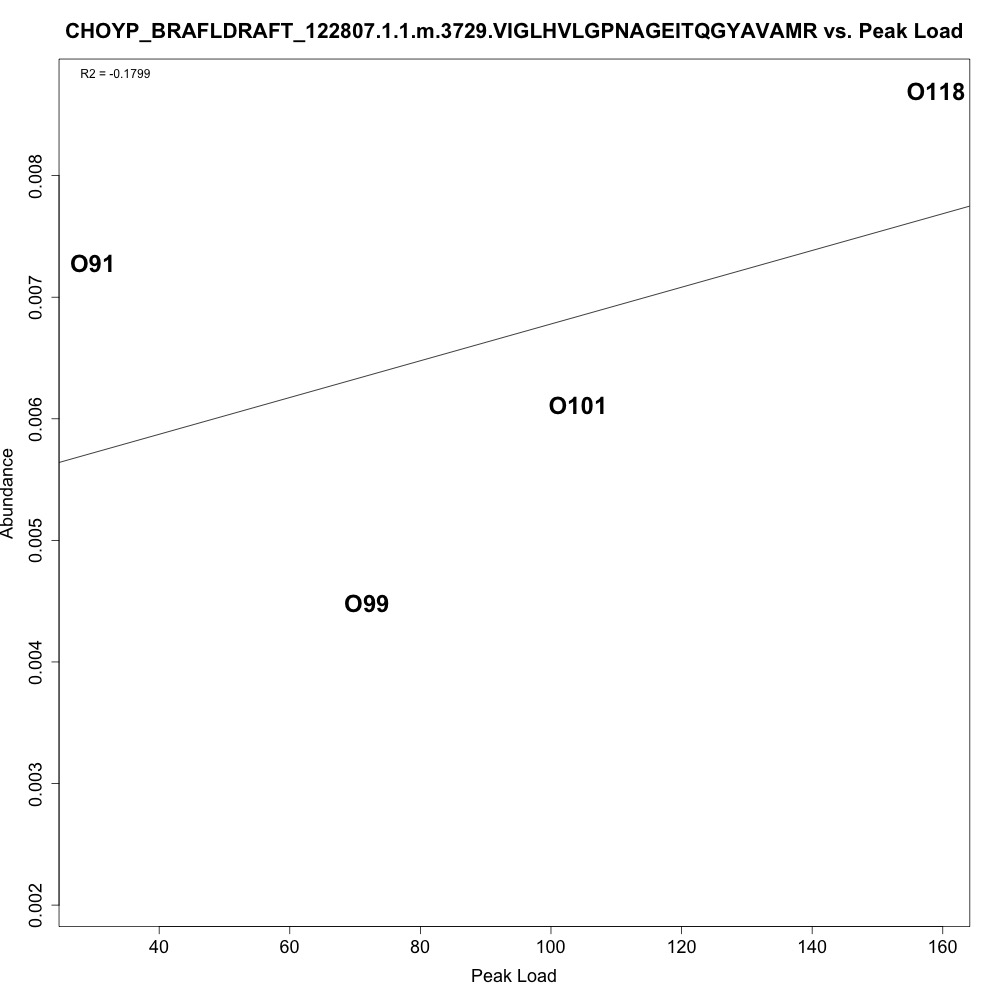 CHOYP_BRAFLDRAFT_122807.1.1.m.3729.VIGLHVLGPNAGEITQGYAVAMR vs. Peak Load
R2 = -0.1799
O118
O91
O101
O99
Abundance
0.008
0.007
0.006
0.005
0.004
0.003
0.002
40 60 80 100 120 140 160
Peak Load